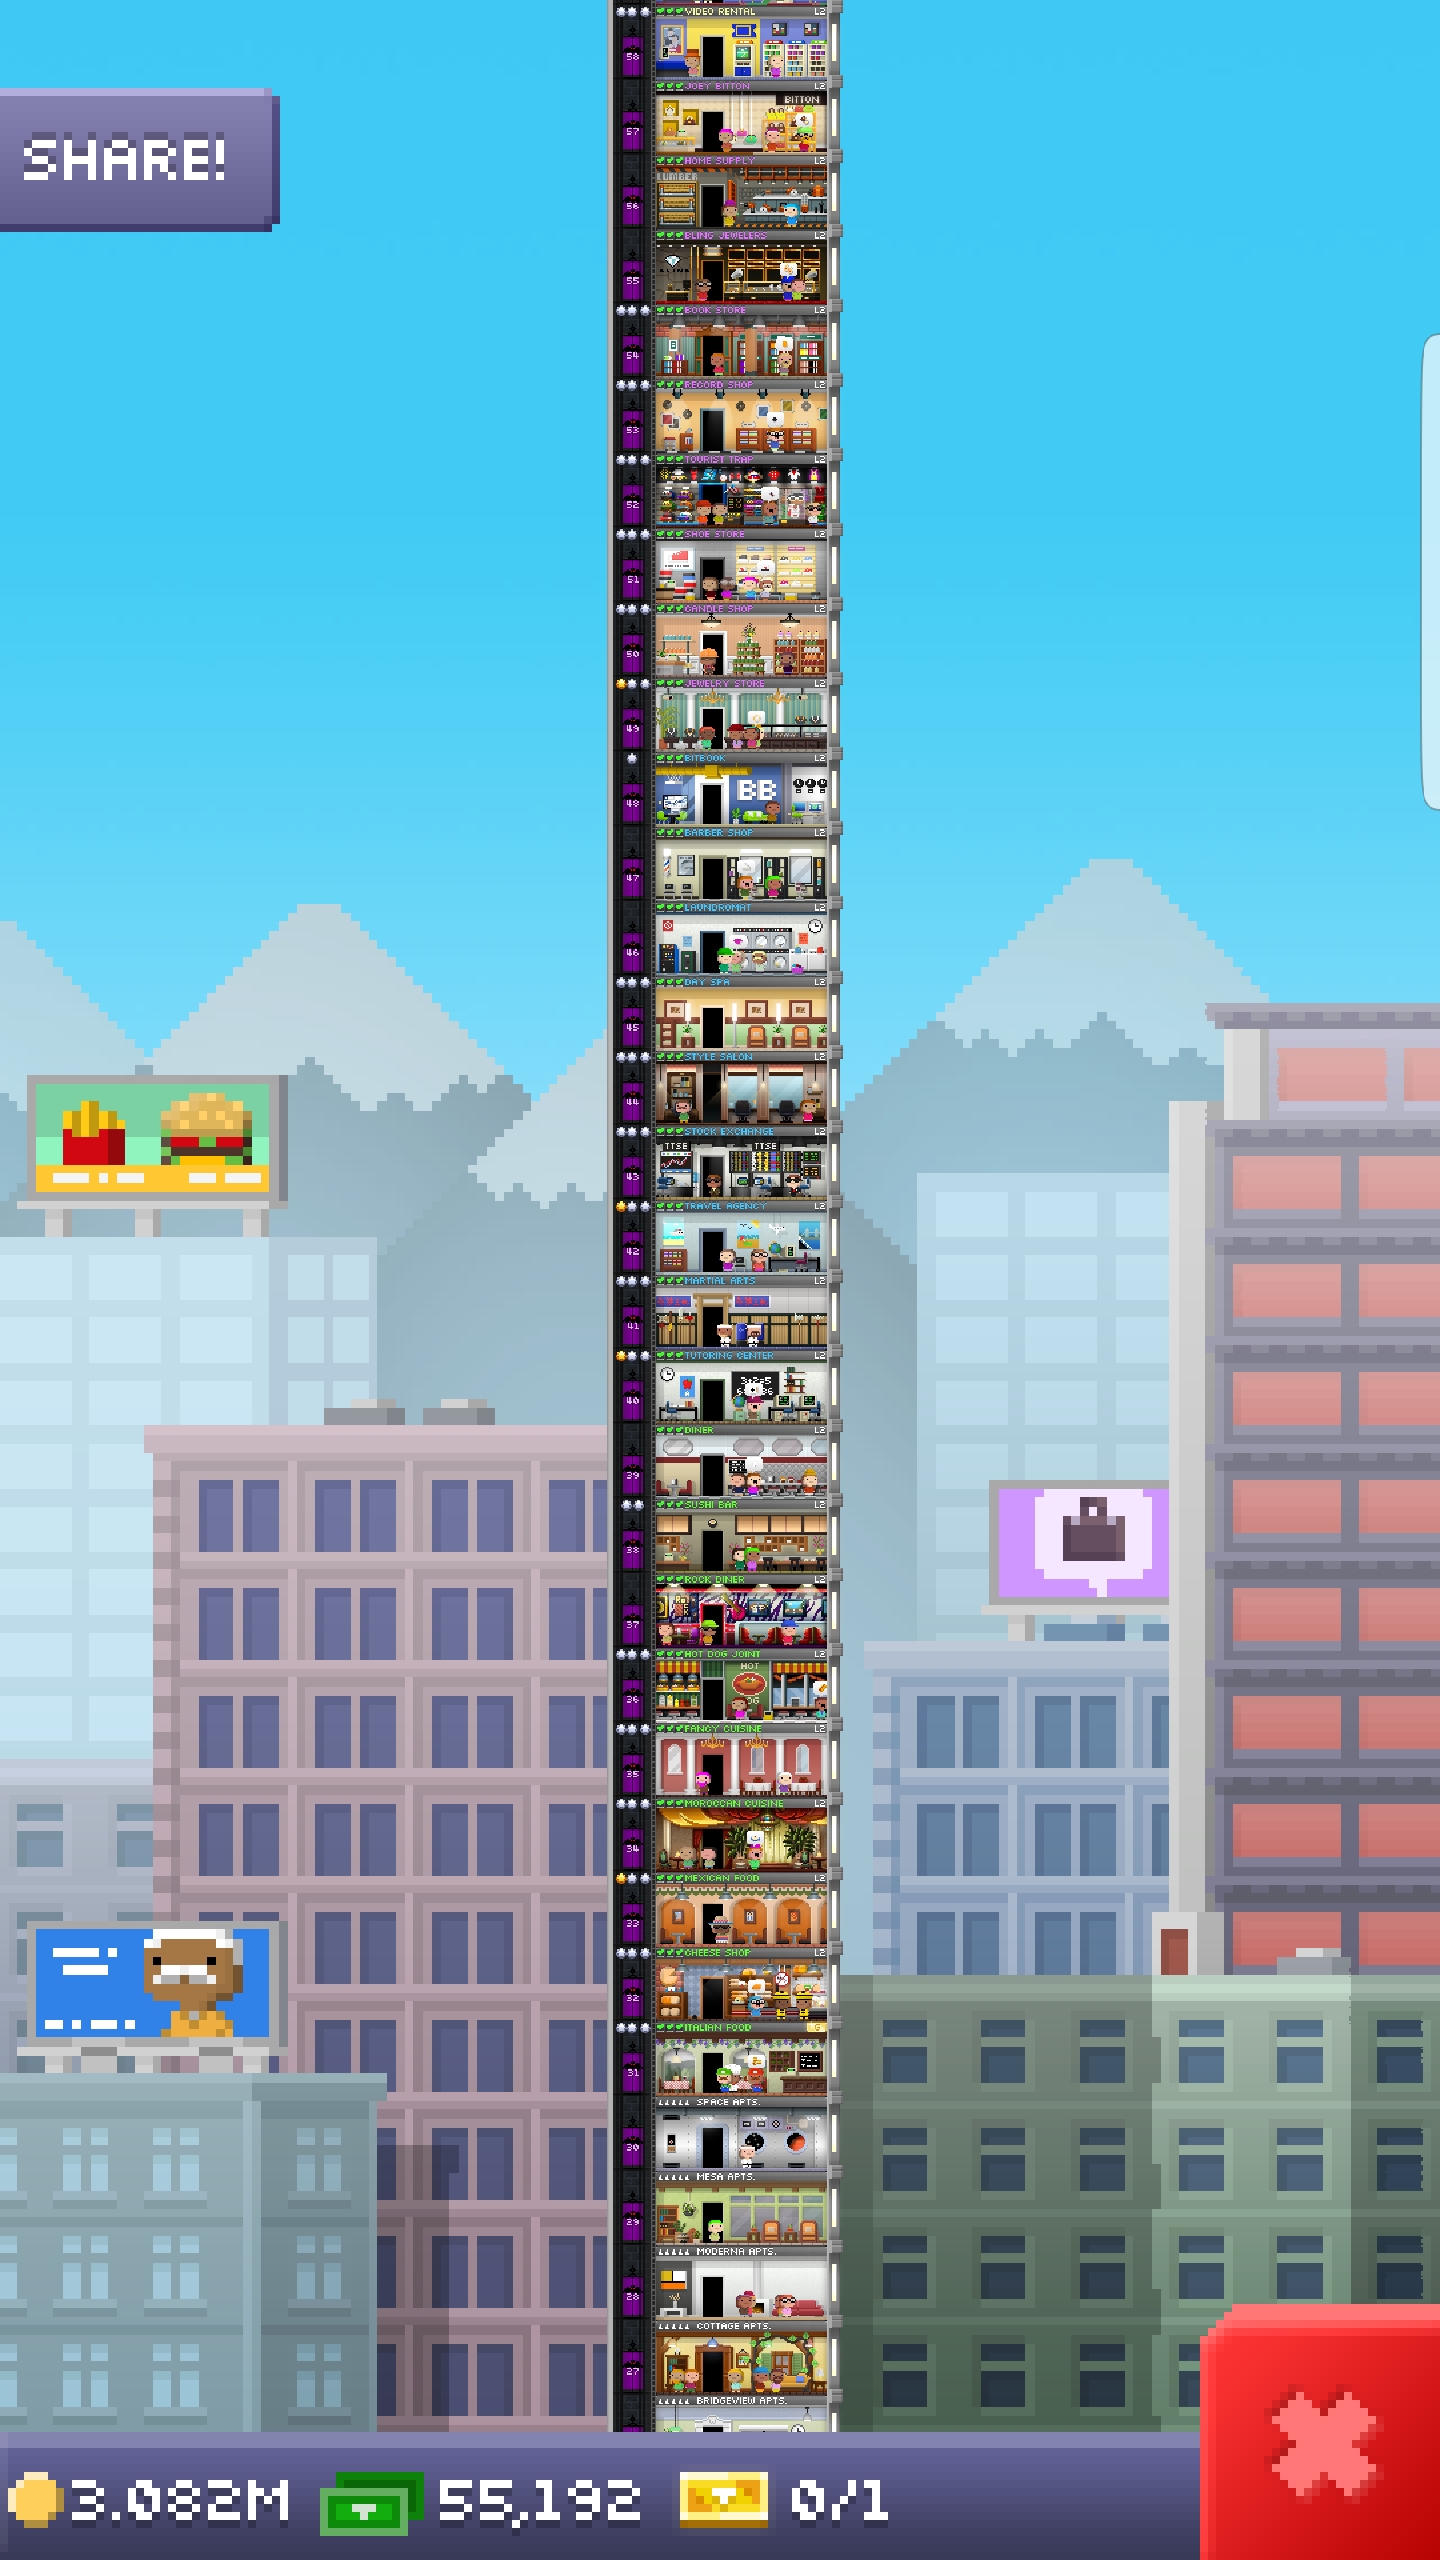 VIDEO RENTAL L2
58
SHARE!
JOEY BITTON L2
BITTON
57
HOME SUPPLY L2
LUMBER
56
BLING JEWELERS L2
55
BOOK STORE L2
54
RECORD SHOP L2
53
TOURIST TRAP L2
52
SHOE STORE L2
51
CANDLE SHOP L2
50
JEWELRY STORE L2
49
BITBOOK L2
BB
48
BARBER SHOP L2
47
LAUNDROMAT L2
46
DAY SPA L2
45
STYLE SALON L2
44
STOCK EXCHANGE L2
TTSE TTSE
43
TRAVEL AGENCY L2
42
MARTIAL ARTS L2
41
TUTORING CENTER L2
40
DINER L2
39
SUSHI BAR L2
38
ROCK DINER L2
37
HOT DOG JOINT L2
HOT
36
FANCY CUISINE L2
35
MOROCCAN CUISINE L2
34
MEXICAN FOOD L2
33
CHEESE SHOP L2
32
ITALIAN FOOD
31
SPACE APTS.
30
MESA APTS.
29
MODERNA APTS.
28
COTTAGE APTS.
27
BRIDGEVIEW APTS.
3.082M 55,192 0/1